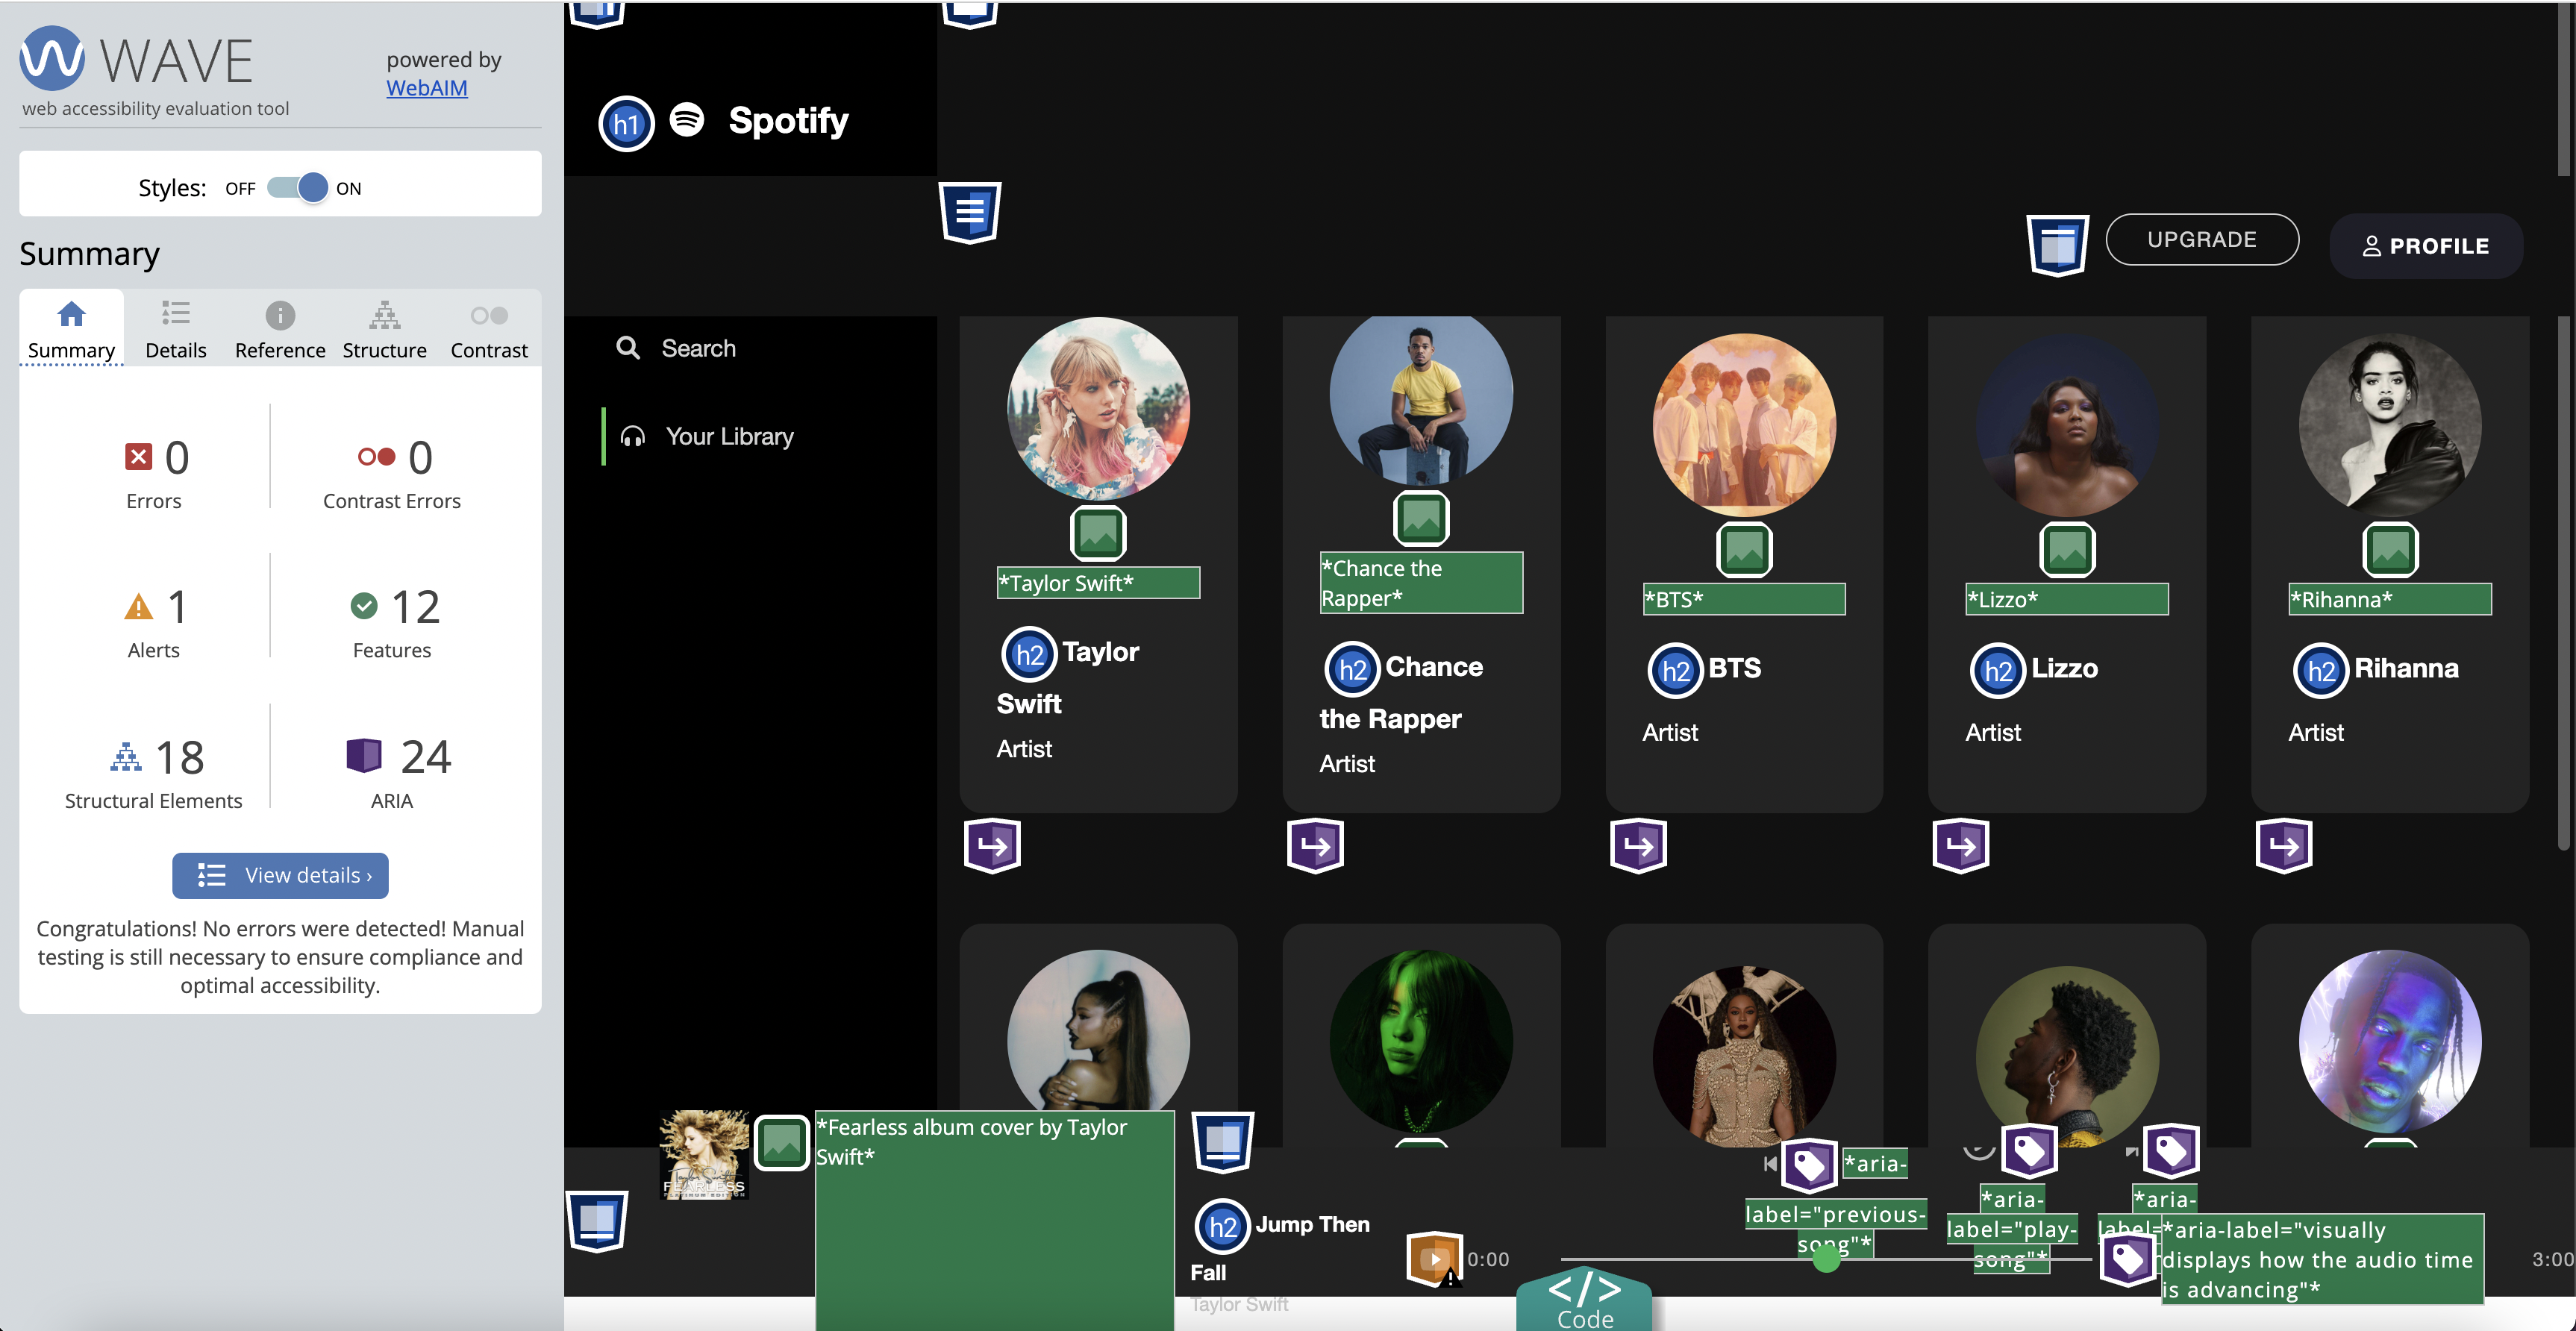 WAVE
powered by
WebAIM
web accessibility evaluation tool
Styles: OFF ON
Summary
Summary Details Reference Structure Contrast
0 Errors
0 Contrast Errors
1 Alerts
12 Features
18 Structural Elements
24 ARIA
View details ›
Congratulations! No errors were detected! Manual
testing is still necessary to ensure compliance and
optimal accessibility.
h1 Spotify
UPGRADE
PROFILE
Search
Your Library
*Taylor Swift*
h2 Taylor
Swift
Artist
*Chance the
Rapper*
h2 Chance
the Rapper
Artist
*BTS*
h2 BTS
Artist
*Lizzo*
h2 Lizzo
Artist
*Rihanna*
h2 Rihanna
Artist
FEARLESS
PLATINUM EDITION
*Fearless album cover by Taylor
Swift*
h2 Jump Then
Fall
Taylor Swift
0:00
*aria-
label="previous-
song"*
*aria-
label="play-
song"*
*aria-
label=
*aria-label="visually
displays how the audio time
is advancing"*
3:00
</>
Code